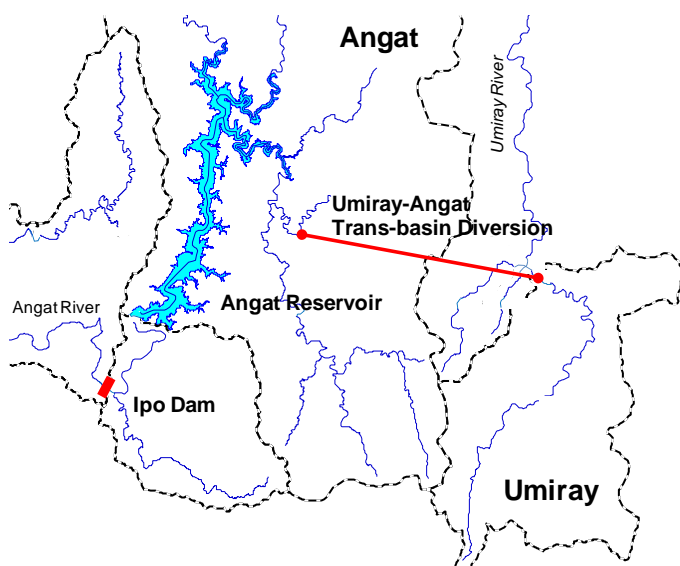 Angat
Umiray River
Umiray-Angat
Trans-basin Diversion
Angat Reservoir
Angat River
Ipo Dam
Umiray